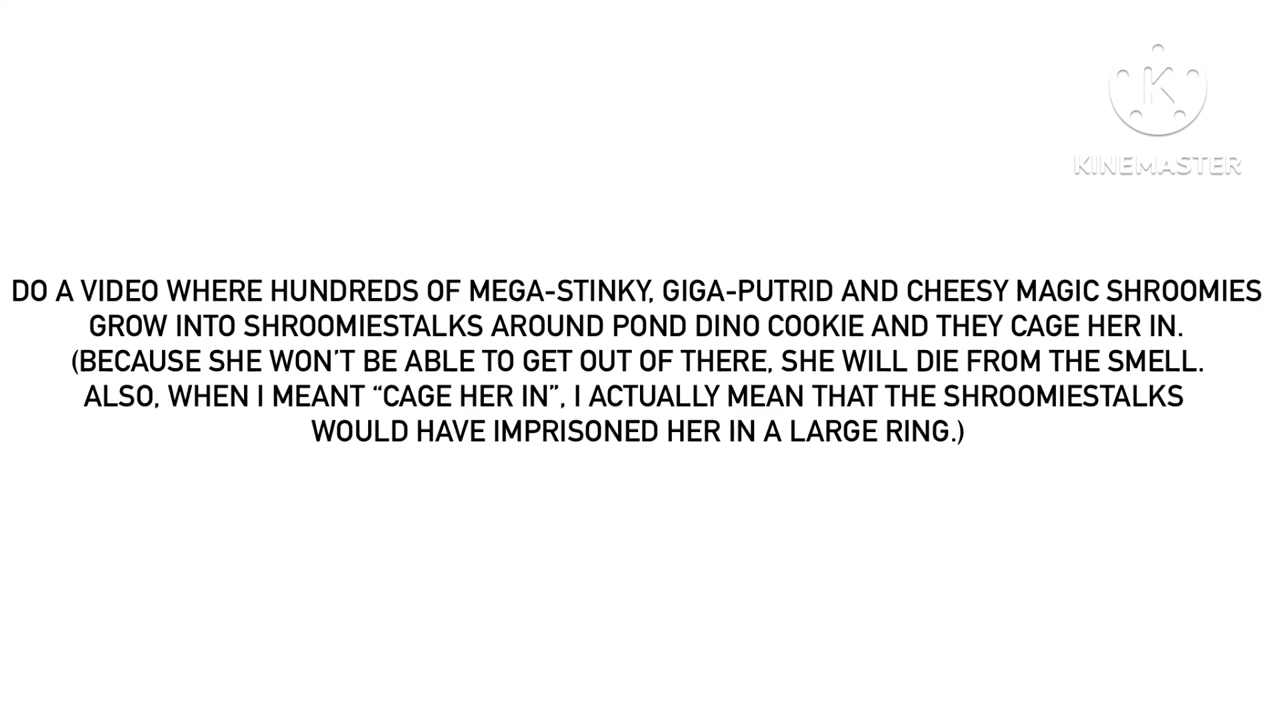 KINEMASTER
DO A VIDEO WHERE HUNDREDS OF MEGA-STINKY, GIGA-PUTRID AND CHEESY MAGIC SHROOMIES
GROW INTO SHROOMIESTALKS AROUND POND DINO COOKIE AND THEY CAGE HER IN.
(BECAUSE SHE WON’T BE ABLE TO GET OUT OF THERE, SHE WILL DIE FROM THE SMELL.
ALSO, WHEN I MEANT “CAGE HER IN”, I ACTUALLY MEAN THAT THE SHROOMIESTALKS
WOULD HAVE IMPRISONED HER IN A LARGE RING.)